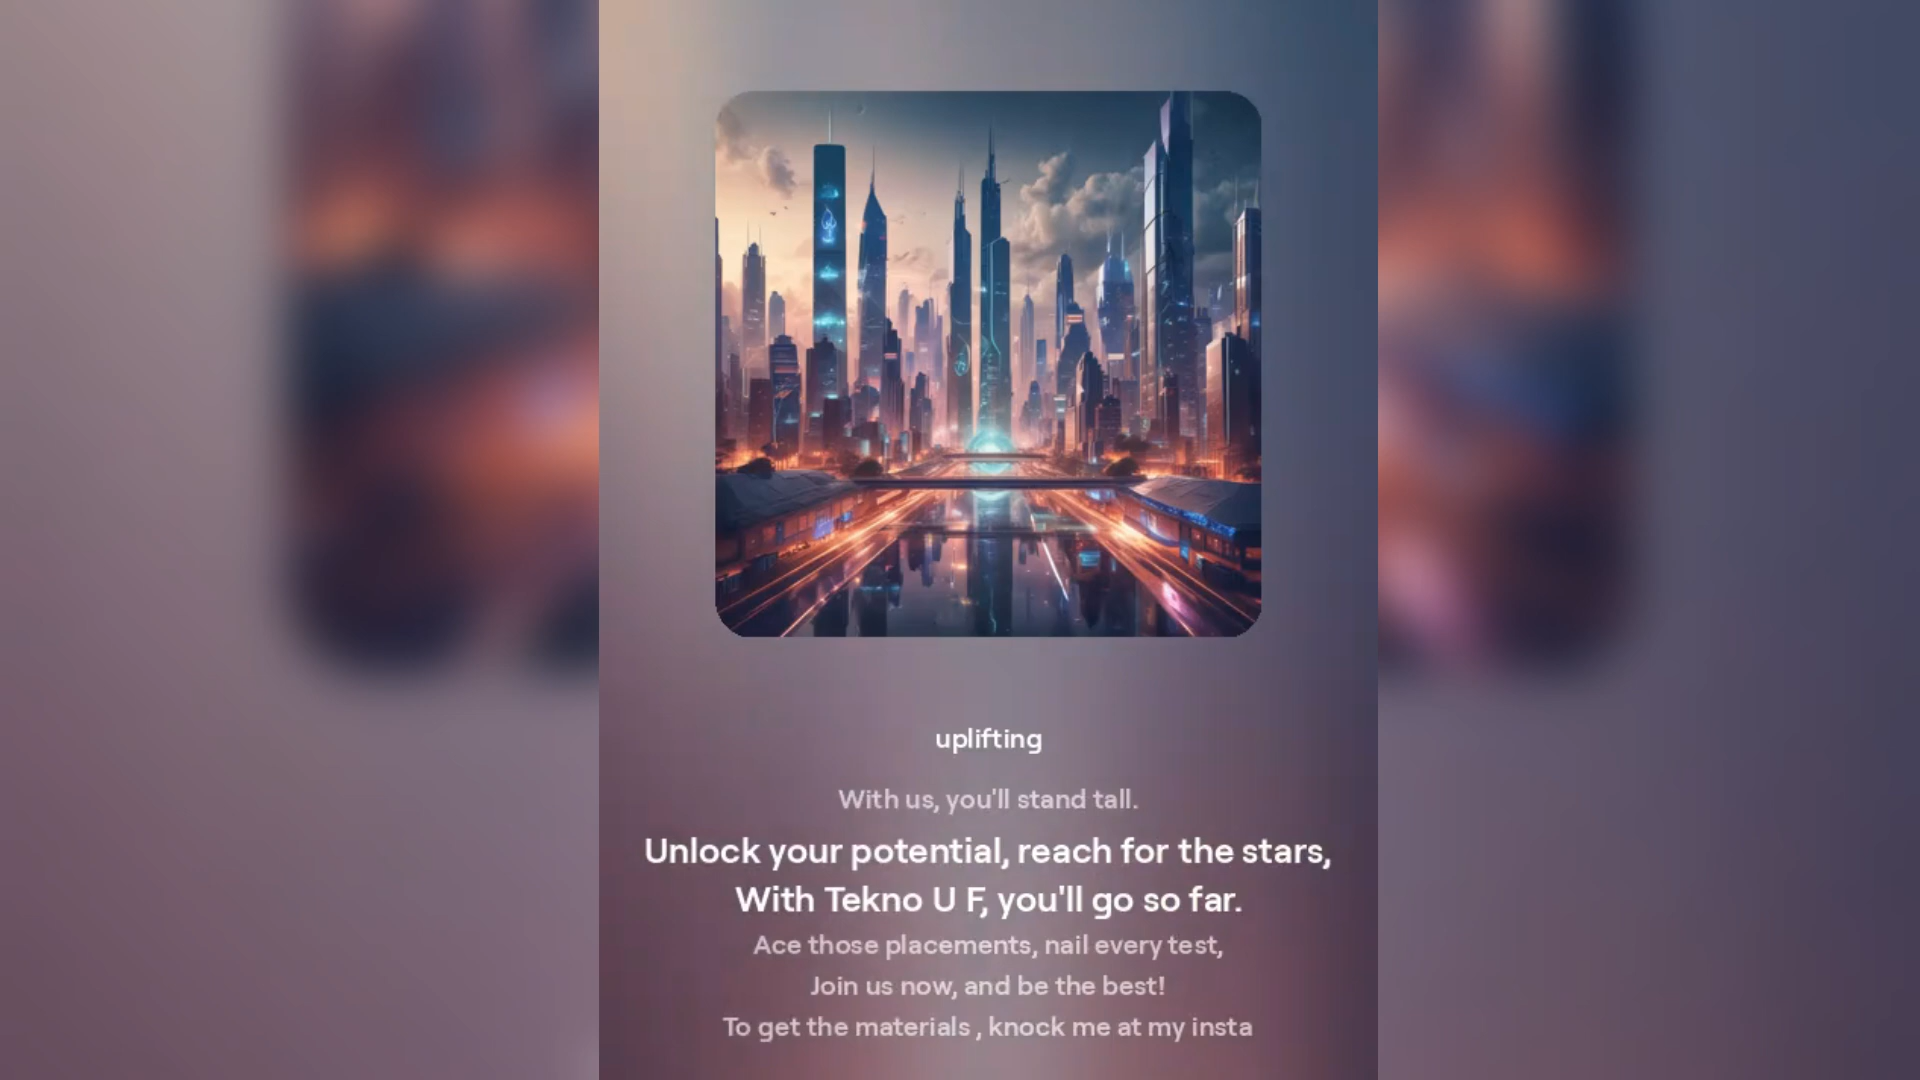 uplifting
With us, you'll stand tall.
Unlock your potential, reach for the stars,
With Tekno U F, you'll go so far.
Ace those placements, nail every test,
Join us now, and be the best!
To get the materials , knock me at my insta